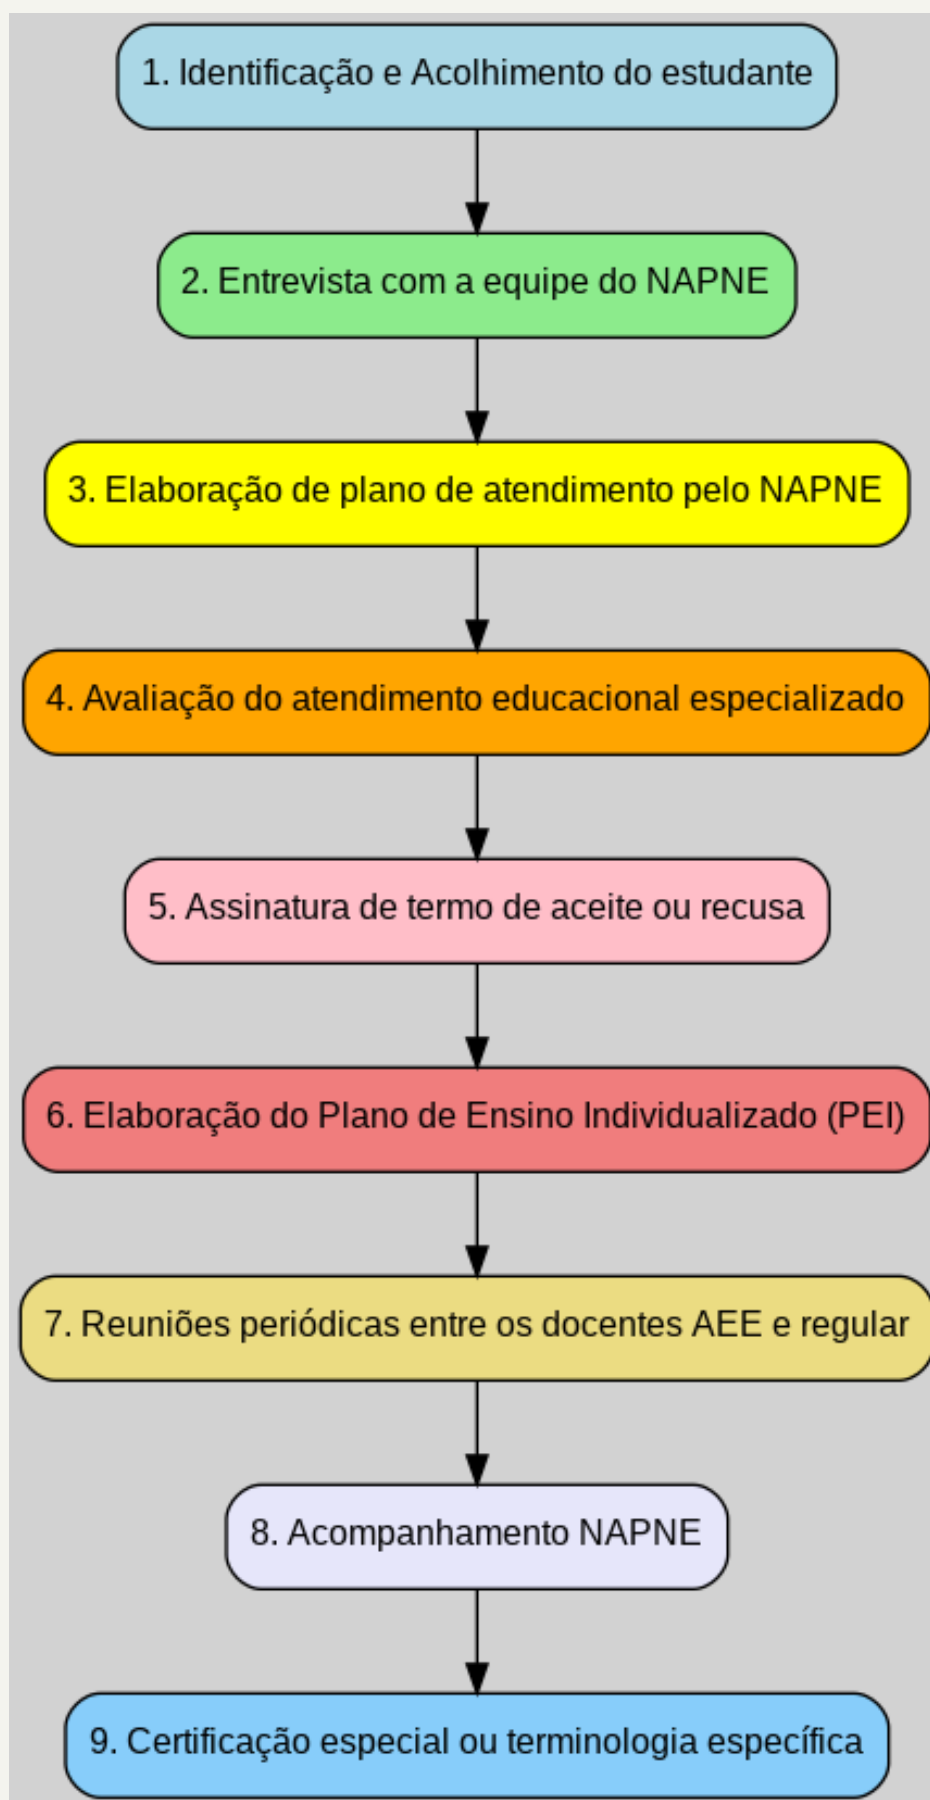 1. Identificação e Acolhimento do estudante
2. Entrevista com a equipe do NAPNE
3. Elaboração de plano de atendimento pelo NAPNE
4. Avaliação do atendimento educacional especializado
5. Assinatura de termo de aceite ou recusa
6. Elaboração do Plano de Ensino Individualizado (PEI)
7. Reuniões periódicas entre os docentes AEE e regular
8. Acompanhamento NAPNE
9. Certificação especial ou terminologia específica